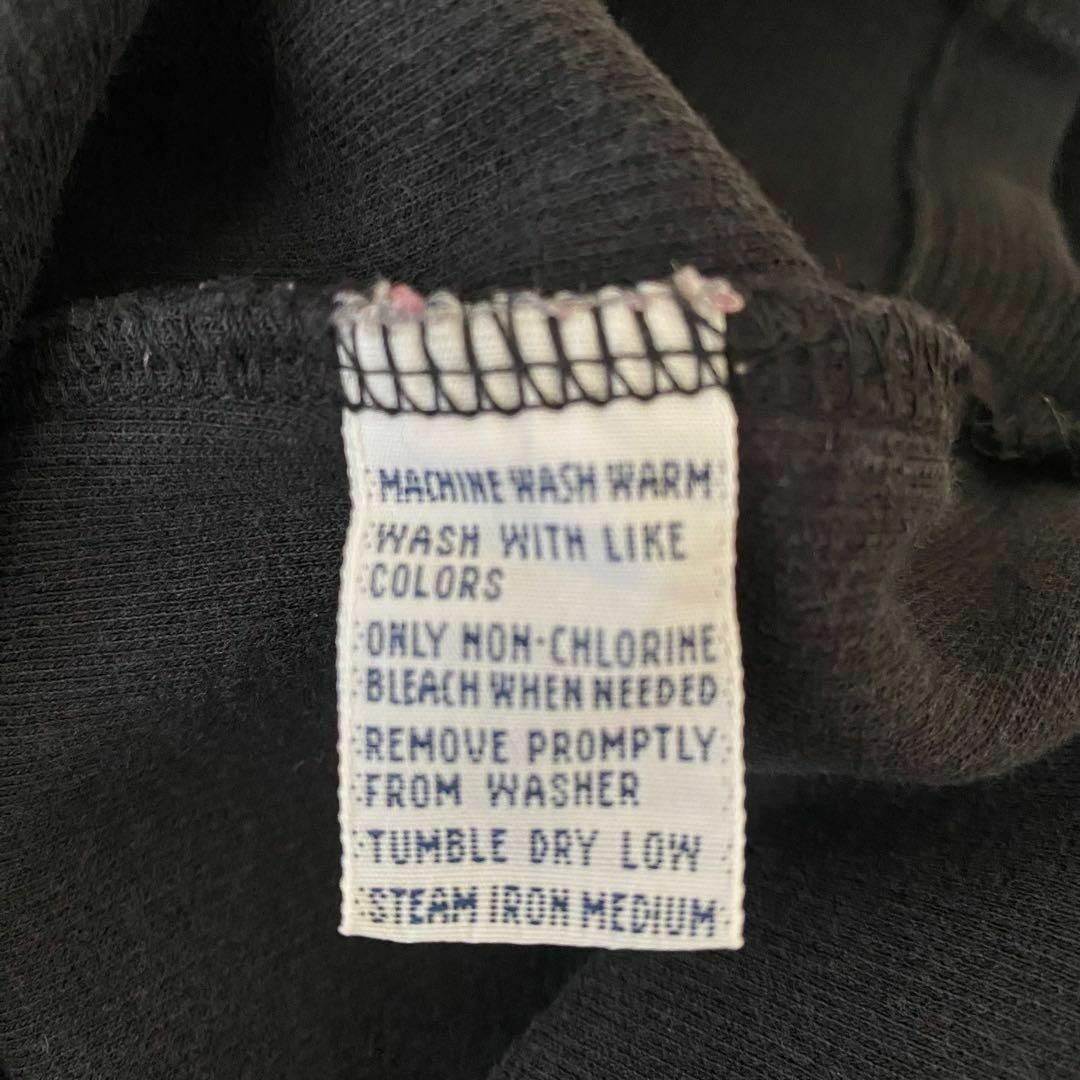 MACHINE WASH WARM
WASH WITH LIKE
COLORS
ONLY NON-CHLORINE
BLEACH WHEN NEEDED
REMOVE PROMPTLY
FROM WASHER
TUMBLE DRY LOW
STEAM IRON MEDIUM